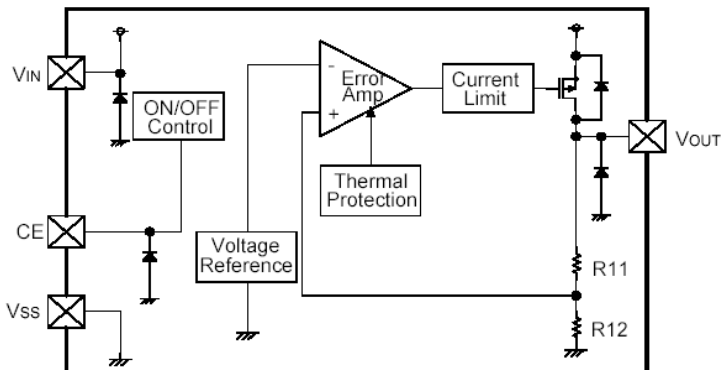 VIN
ON/OFF
Control
CE
VSS
-
Error
Amp
+
Current
Limit
Thermal
Protection
Voltage
Reference
VOUT
R11
R12